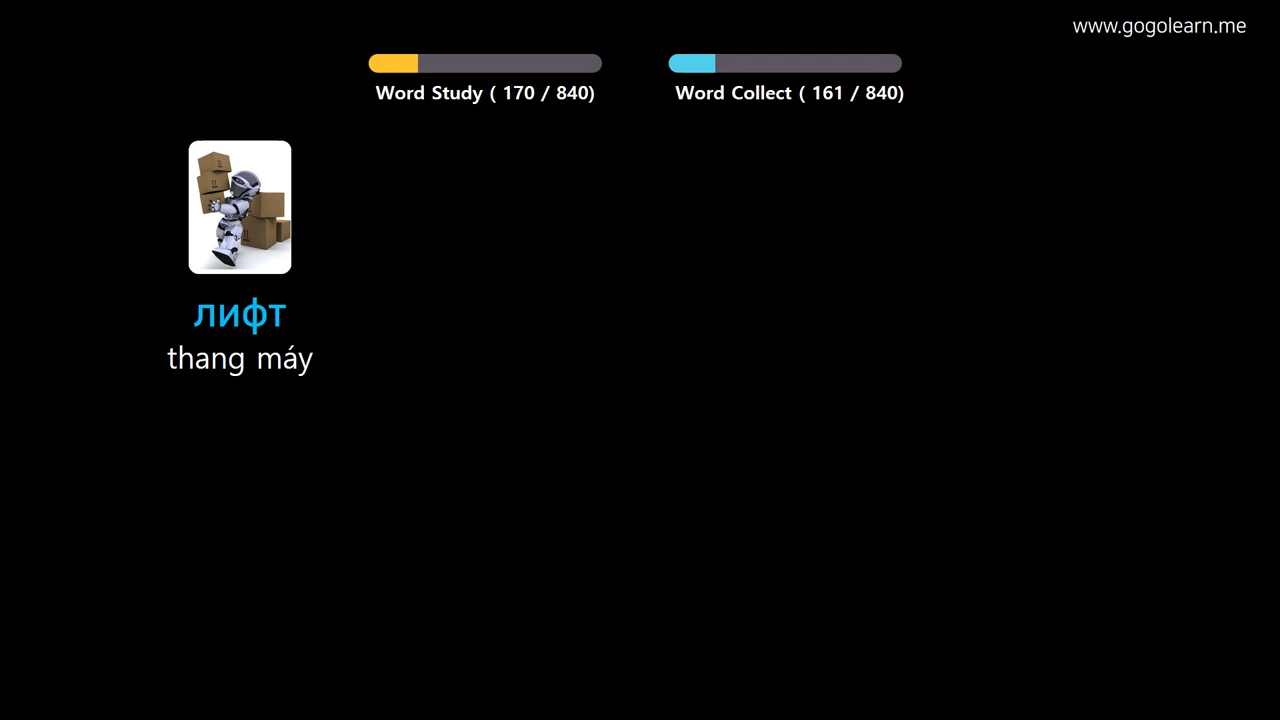 www.gogolearn.me
Word Study ( 170 / 840)
Word Collect ( 161 / 840)
лифт
thang máy